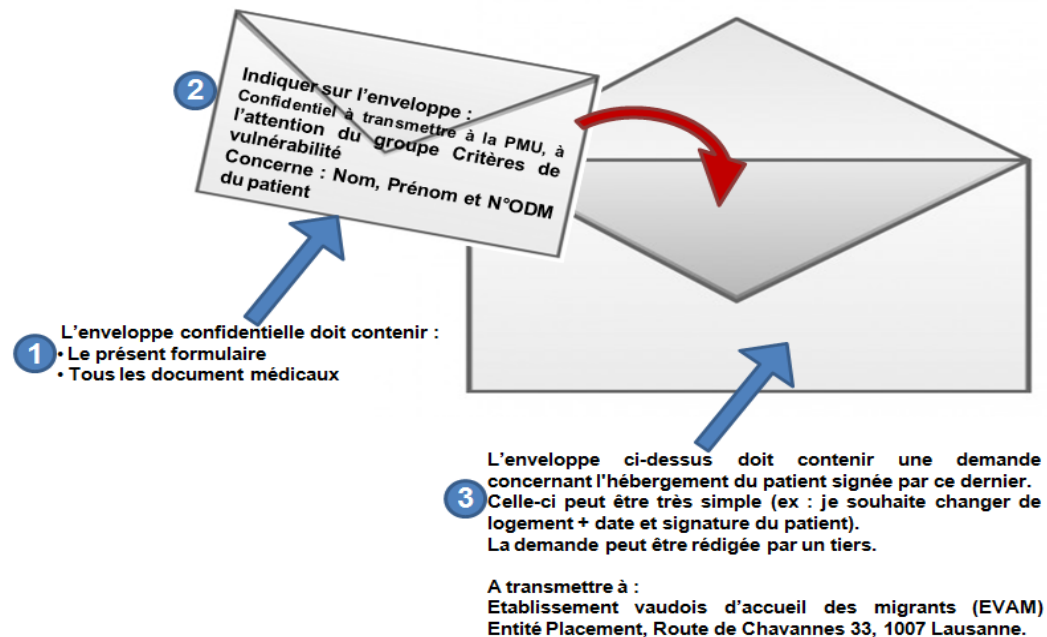 2
Indiquer sur l'enveloppe :
Confidentiel à transmettre à la PMU, à
l'attention du groupe Critères de
vulnérabilité
Concerne : Nom, Prénom et N°ODM
du patient
1
L'enveloppe confidentielle doit contenir :
• Le présent formulaire
• Tous les document médicaux
3
L'enveloppe ci-dessus doit contenir une demande
concernant l'hébergement du patient signée par ce dernier.
Celle-ci peut être très simple (ex : je souhaite changer de
logement + date et signature du patient).
La demande peut être rédigée par un tiers.
A transmettre à :
Etablissement vaudois d'accueil des migrants (EVAM)
Entité Placement, Route de Chavannes 33, 1007 Lausanne.